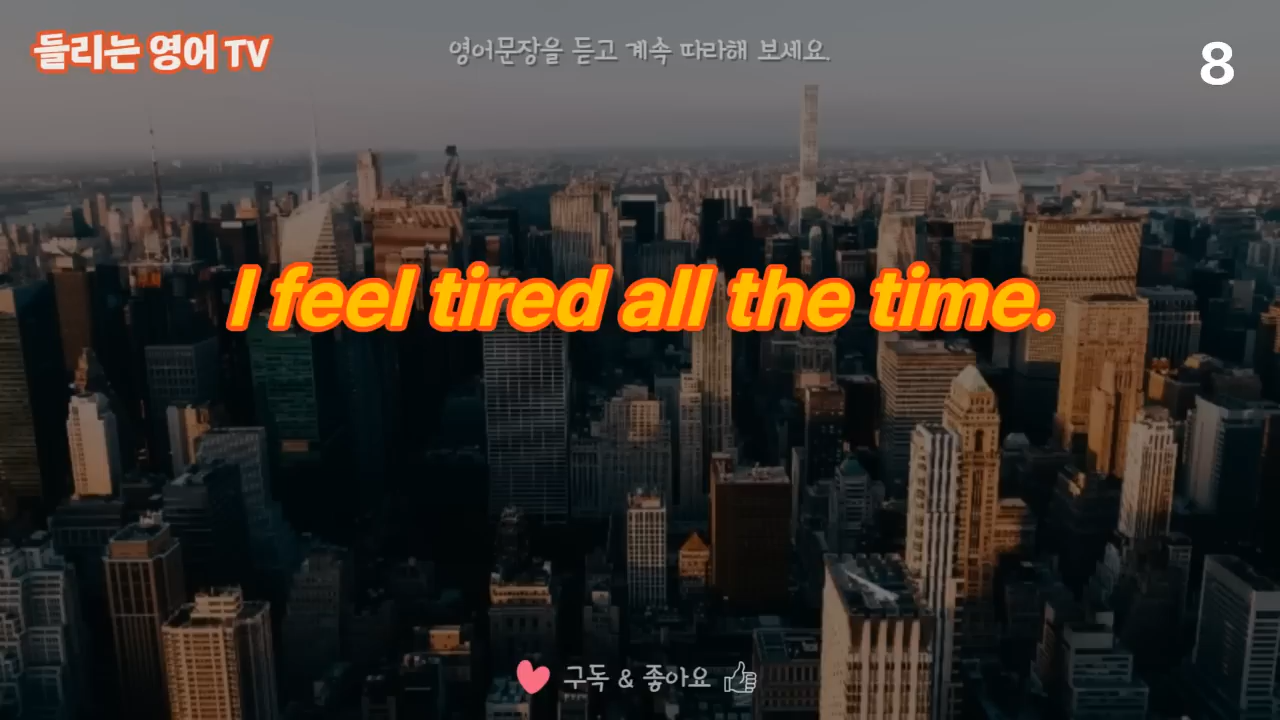 들리는 영어 TV
영어문장을 듣고 계속 따라해 보세요.
8
I feel tired all the time.
구독 & 좋아요